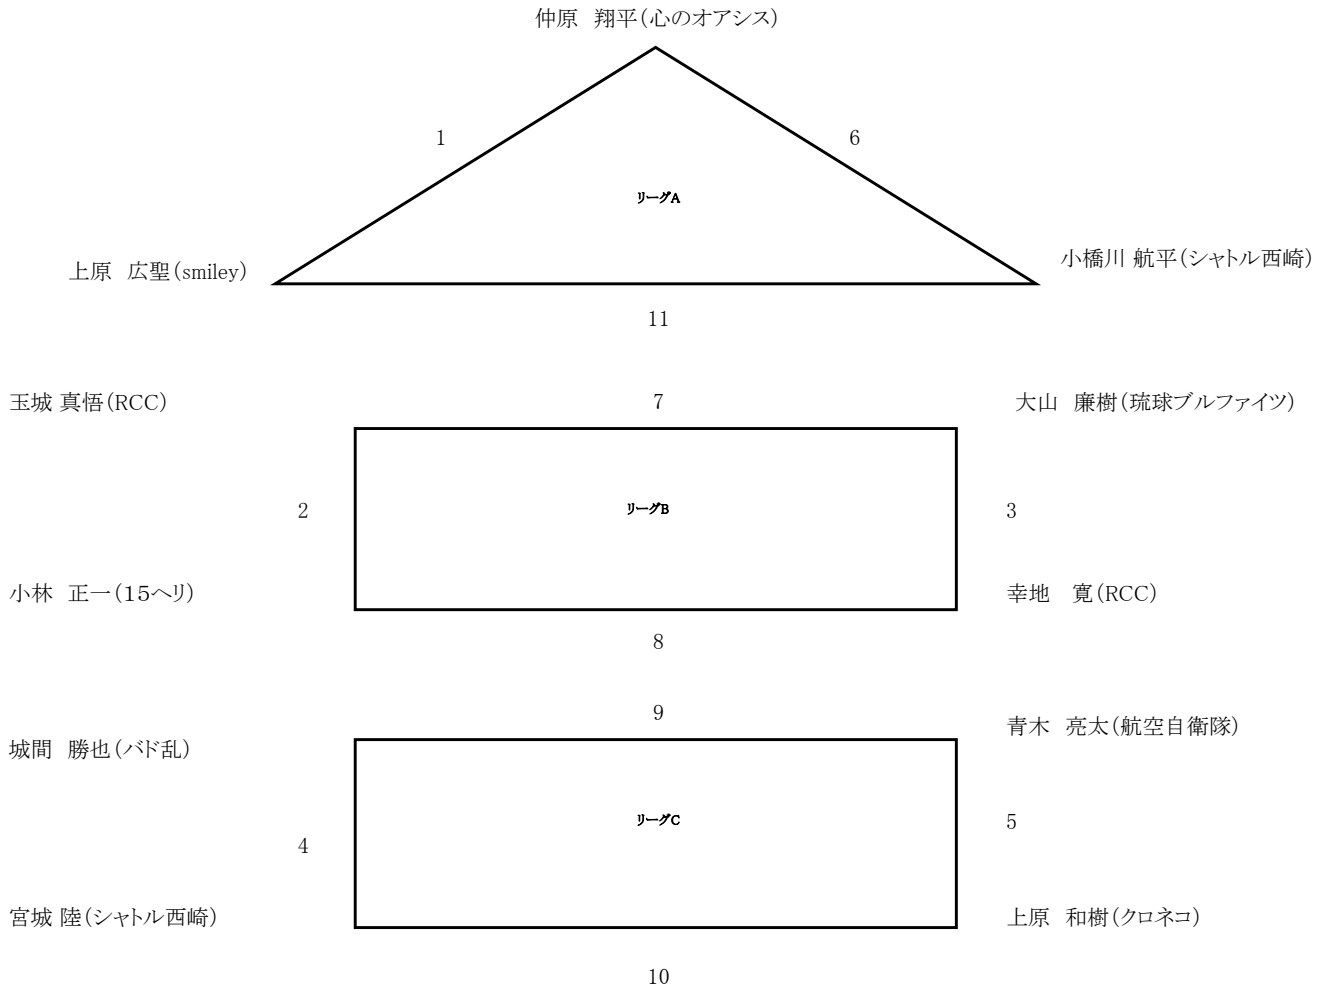 仲原　翔平(心のオアシス)
1
6
リーグA
上原　広聖(smiley)
小橋川 航平(シャトル西崎)
11
玉城 真悟(RCC)
7
大山　廉樹(琉球ブルファイツ)
2
リーグB
3
小林　正一(15ヘリ)
幸地　寛(RCC)
8
9
城間　勝也(バド乱)
青木　亮太(航空自衛隊)
リーグC
4
5
宮城 陸(シャトル西崎)
上原　和樹(クロネコ)
10